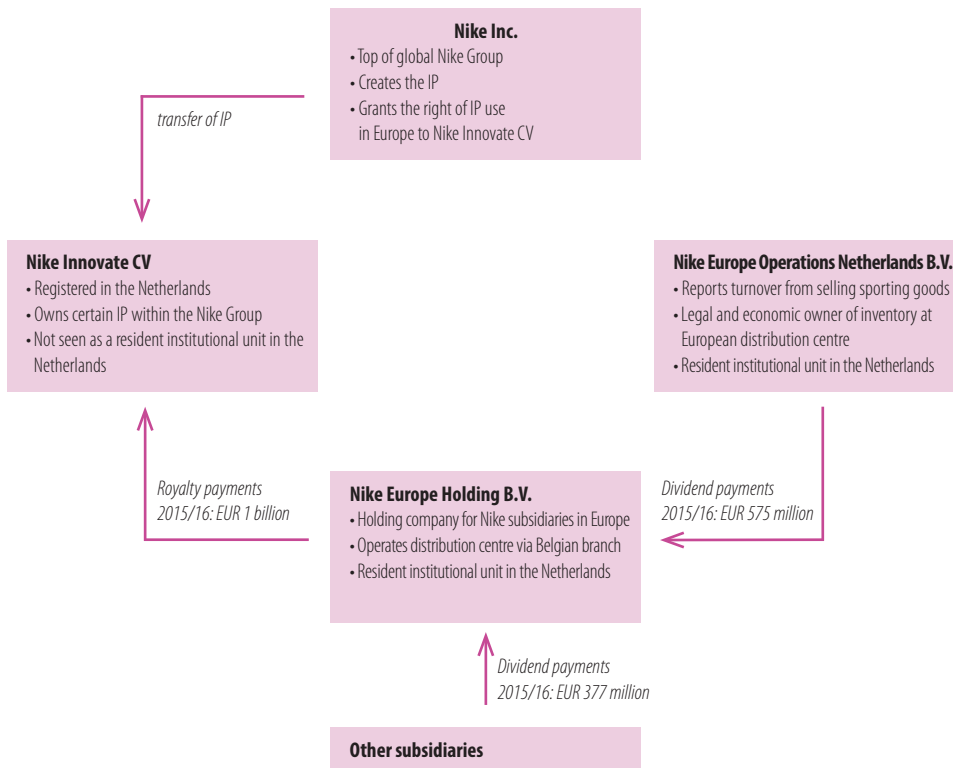 Nike Inc.
• Top of global Nike Group
• Creates the IP
• Grants the right of IP use
in Europe to Nike Innovate CV
transfer of IP
Nike Innovate CV
• Registered in the Netherlands
• Owns certain IP within the Nike Group
• Not seen as a resident institutional unit in the
Netherlands
Nike Europe Operations Netherlands B.V.
• Reports turnover from selling sporting goods
• Legal and economic owner of inventory at
European distribution centre
• Resident institutional unit in the Netherlands
Royalty payments
2015/16: EUR 1 billion
Nike Europe Holding B.V.
• Holding company for Nike subsidiaries in Europe
• Operates distribution centre via Belgian branch
• Resident institutional unit in the Netherlands
Dividend payments
2015/16: EUR 575 million
Dividend payments
2015/16: EUR 377 million
Other subsidiaries